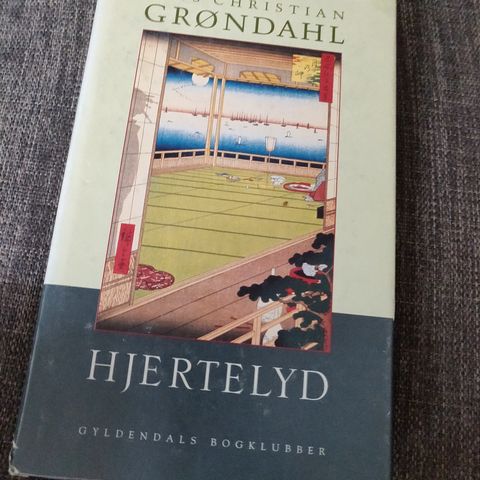 CHRISTIAN
GRØNDAHL
HJERTELYD
GYLDENDALS BOGKLUBBER